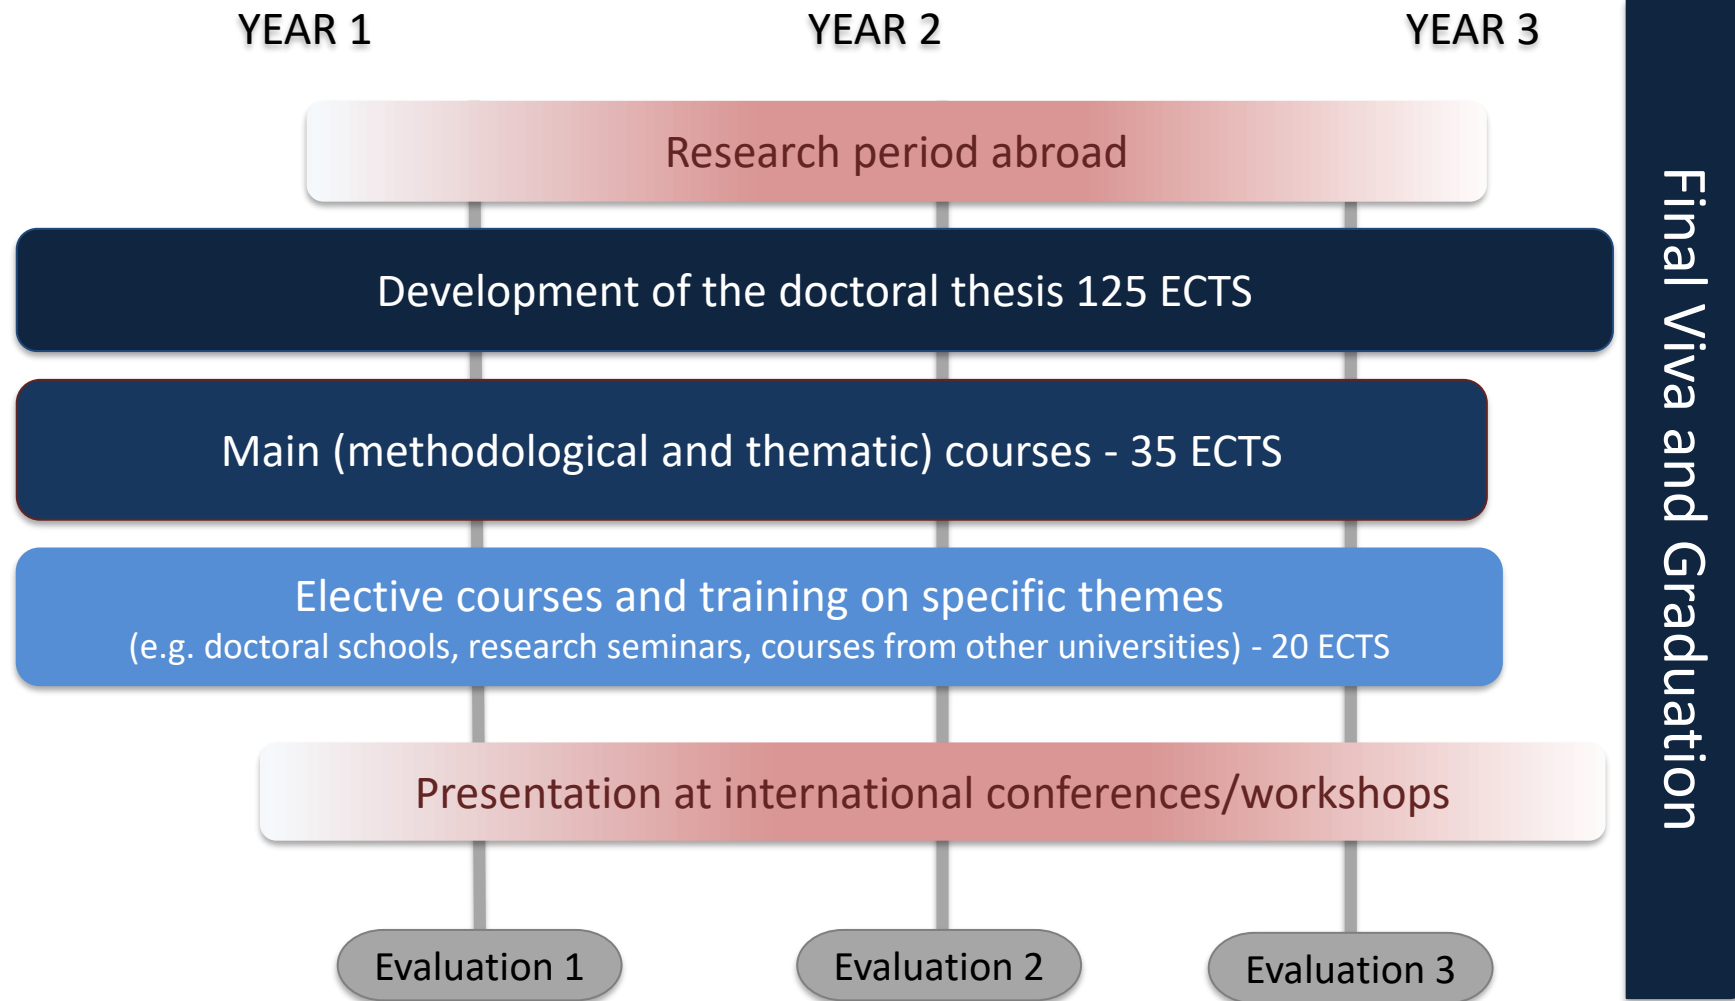 YEAR 1
YEAR 2
YEAR 3
Research period abroad
Development of the doctoral thesis 125 ECTS
Main (methodological and thematic) courses - 35 ECTS
Elective courses and training on specific themes
(e.g. doctoral schools, research seminars, courses from other universities) - 20 ECTS
Presentation at international conferences/workshops
Evaluation 1
Evaluation 2
Evaluation 3
Final Viva and Graduation